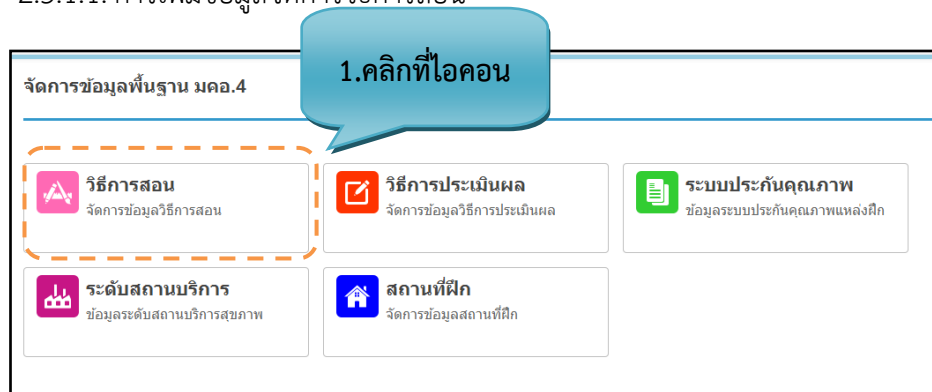 1.คลิกที่ไอคอน
จัดการข้อมูลพื้นฐาน มคอ.4
วิธีการสอน
จัดการข้อมูลวิธีการสอน
วิธีการประเมินผล
จัดการข้อมูลวิธีการประเมินผล
ระบบประกันคุณภาพ
ข้อมูลระบบประกันคุณภาพแหล่งฝึก
ระดับสถานบริการ
ข้อมูลระดับสถานบริการสุขภาพ
สถานที่ฝึก
จัดการข้อมูลสถานที่ฝึก